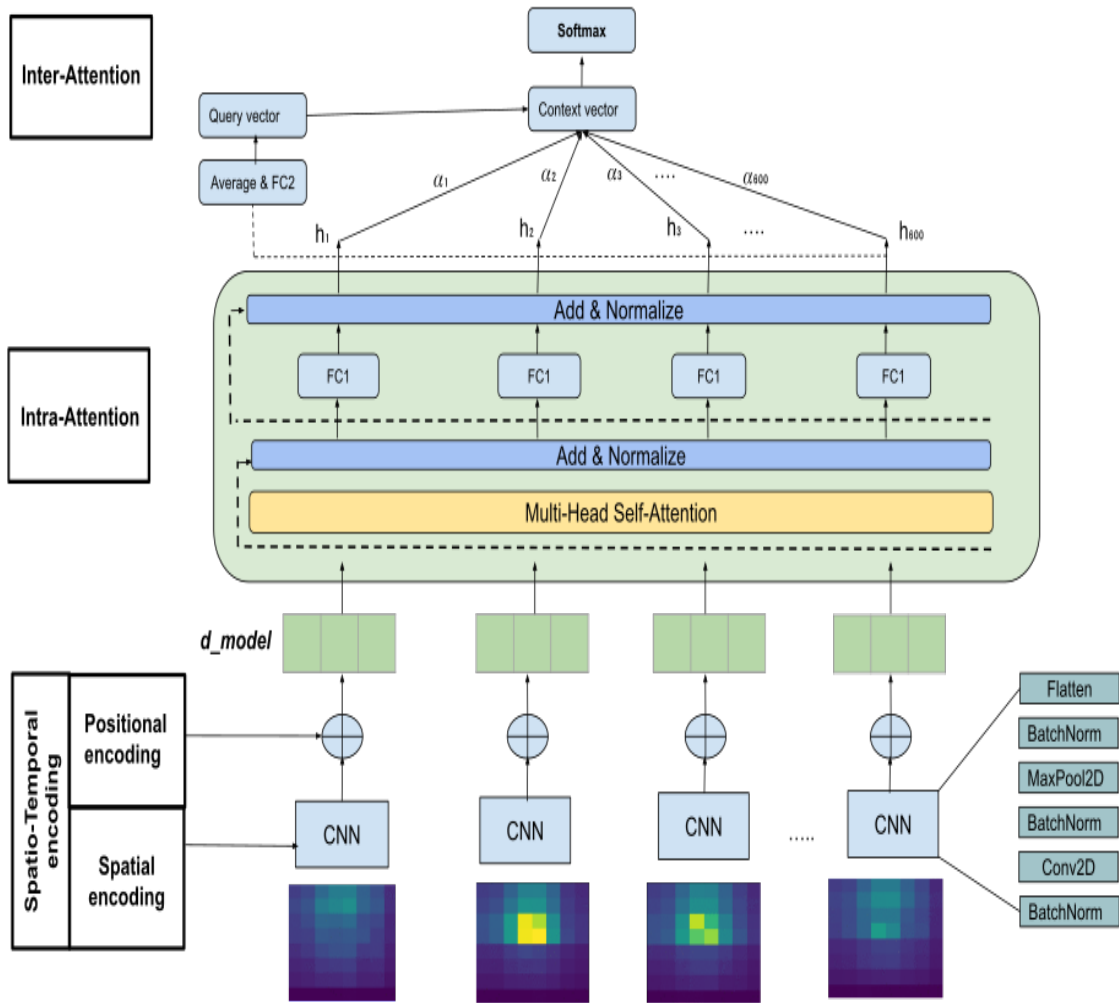 Softmax
Inter-Attention
Query vector
Context vector
Average & FC2
α1
α2
α3
....
α600
h1
h2
h3
....
h600
Add & Normalize
FC1
FC1
FC1
FC1
Intra-Attention
Add & Normalize
Multi-Head Self-Attention
d_model
Spatio-Temporal
encoding
Positional
encoding
Spatial
encoding
CNN
CNN
CNN
.....
CNN
Flatten
BatchNorm
MaxPool2D
BatchNorm
Conv2D
BatchNorm